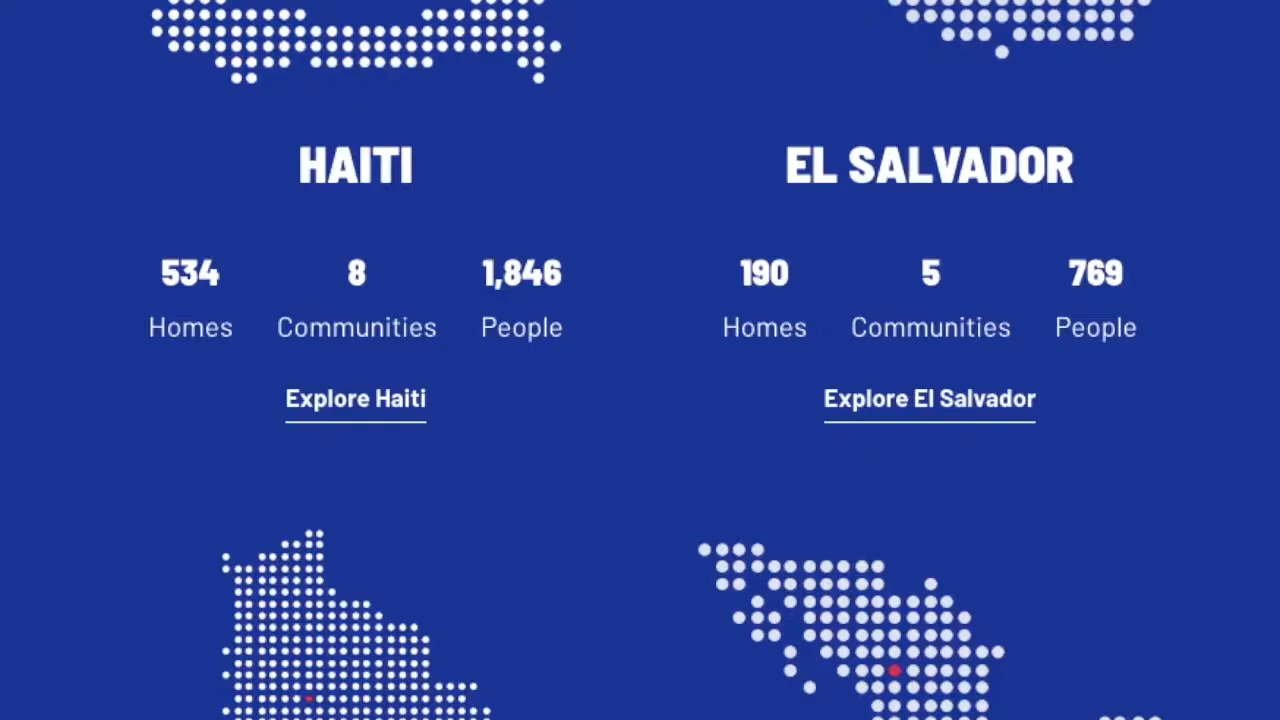 HAITI
534 8 1,846
Homes Communities People
Explore Haiti
EL SALVADOR
190 5 769
Homes Communities People
Explore El Salvador